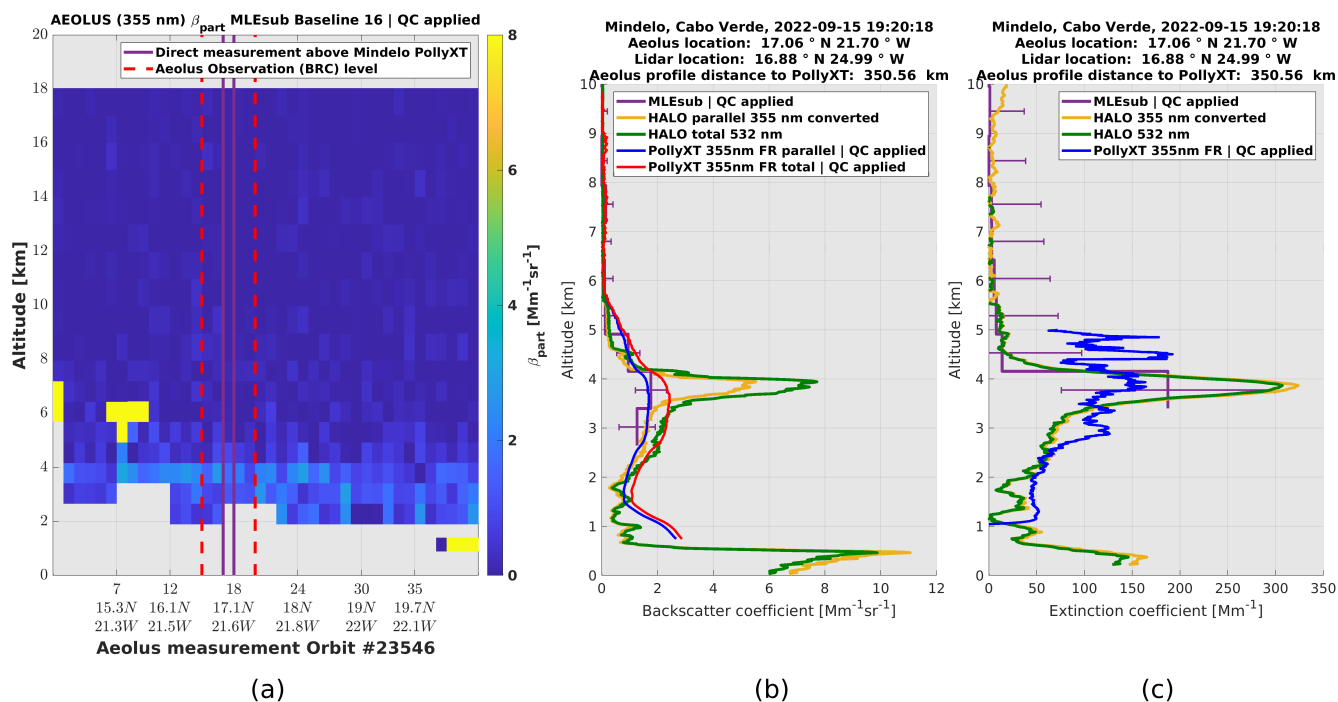 AEOLUS (355 nm) β_part MLEsub Baseline 16 | QC applied
Direct measurement above Mindelo PollyXT
Aeolus Observation (BRC) level
Altitude [km]
20
18
16
14
12
10
8
6
4
2
0
7 12 18 24 30 35
15.3N 16.1N 17.1N 18N 19N 19.7N
21.3W 21.5W 21.6W 21.8W 22W 22.1W
Aeolus measurement Orbit #23546
8
6
4
2
0
β_part [Mm⁻¹sr⁻¹]
(a)
Mindelo, Cabo Verde, 2022-09-15 19:20:18
Aeolus location: 17.06 ° N 21.70 ° W
Lidar location: 16.88 ° N 24.99 ° W
Aeolus profile distance to PollyXT: 350.56 km
MLEsub | QC applied
HALO parallel 355 nm converted
HALO total 532 nm
PollyXT 355nm FR parallel | QC applied
PollyXT 355nm FR total | QC applied
Altitude [km]
10
9
8
7
6
5
4
3
2
1
0
0 2 4 6 8 10 12
Backscatter coefficient [Mm⁻¹sr⁻¹]
(b)
Mindelo, Cabo Verde, 2022-09-15 19:20:18
Aeolus location: 17.06 ° N 21.70 ° W
Lidar location: 16.88 ° N 24.99 ° W
Aeolus profile distance to PollyXT: 350.56 km
MLEsub | QC applied
HALO 355 nm converted
HALO 532 nm
PollyXT 355nm FR | QC applied
Altitude [km]
10
9
8
7
6
5
4
3
2
1
0
0 50 100 150 200 250 300 350
Extinction coefficient [Mm⁻¹]
(c)